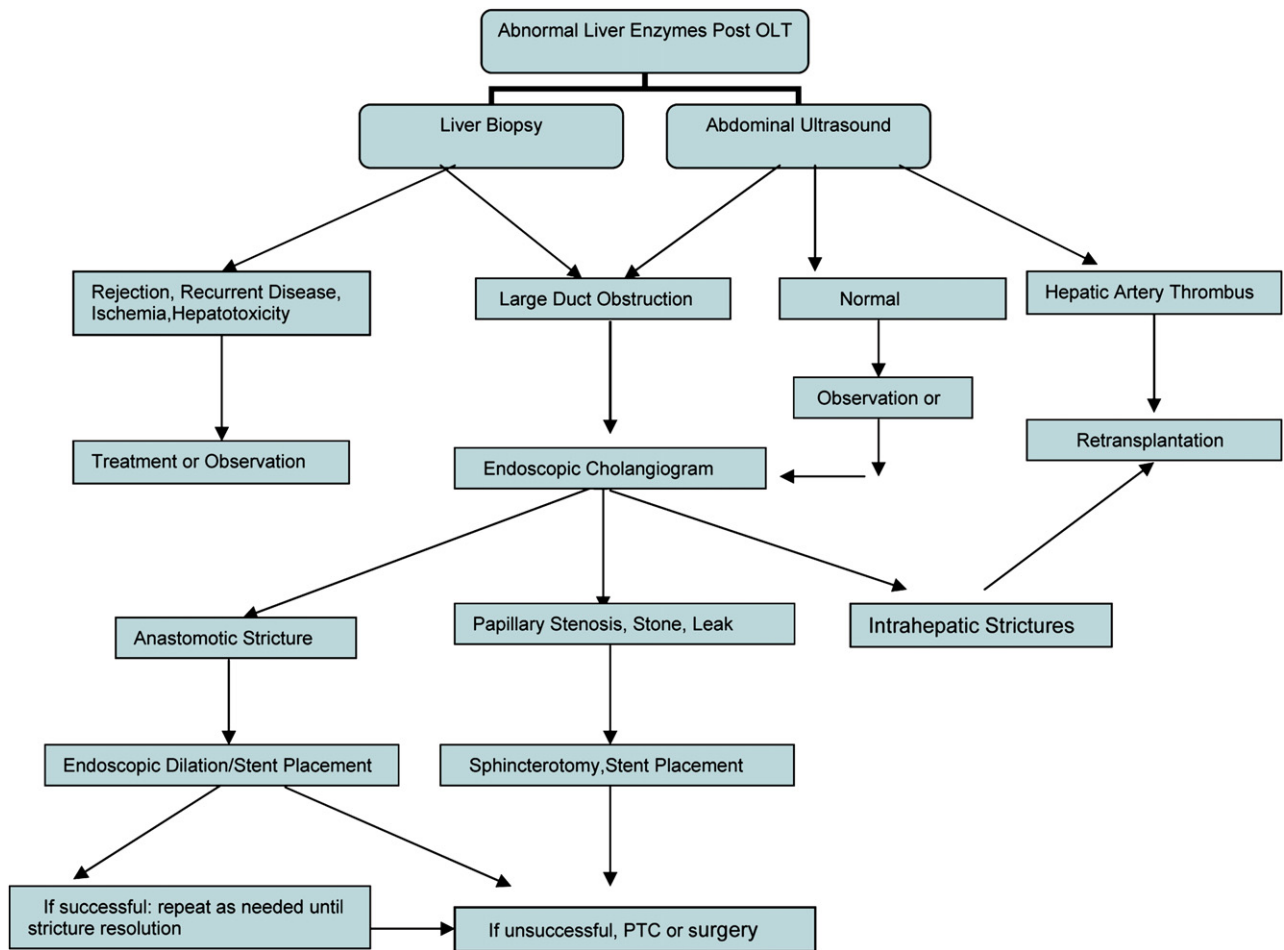 Abnormal Liver Enzymes Post OLT
Liver Biopsy
Abdominal Ultrasound
Rejection, Recurrent Disease,
Ischemia,Hepatotoxicity
Large Duct Obstruction
Normal
Hepatic Artery Thrombus
Observation or
Treatment or Observation
Endoscopic Cholangiogram
Retransplantation
Anastomotic Stricture
Papillary Stenosis, Stone, Leak
Intrahepatic Strictures
Endoscopic Dilation/Stent Placement
Sphincterotomy,Stent Placement
If successful: repeat as needed until
stricture resolution
If unsuccessful, PTC or surgery